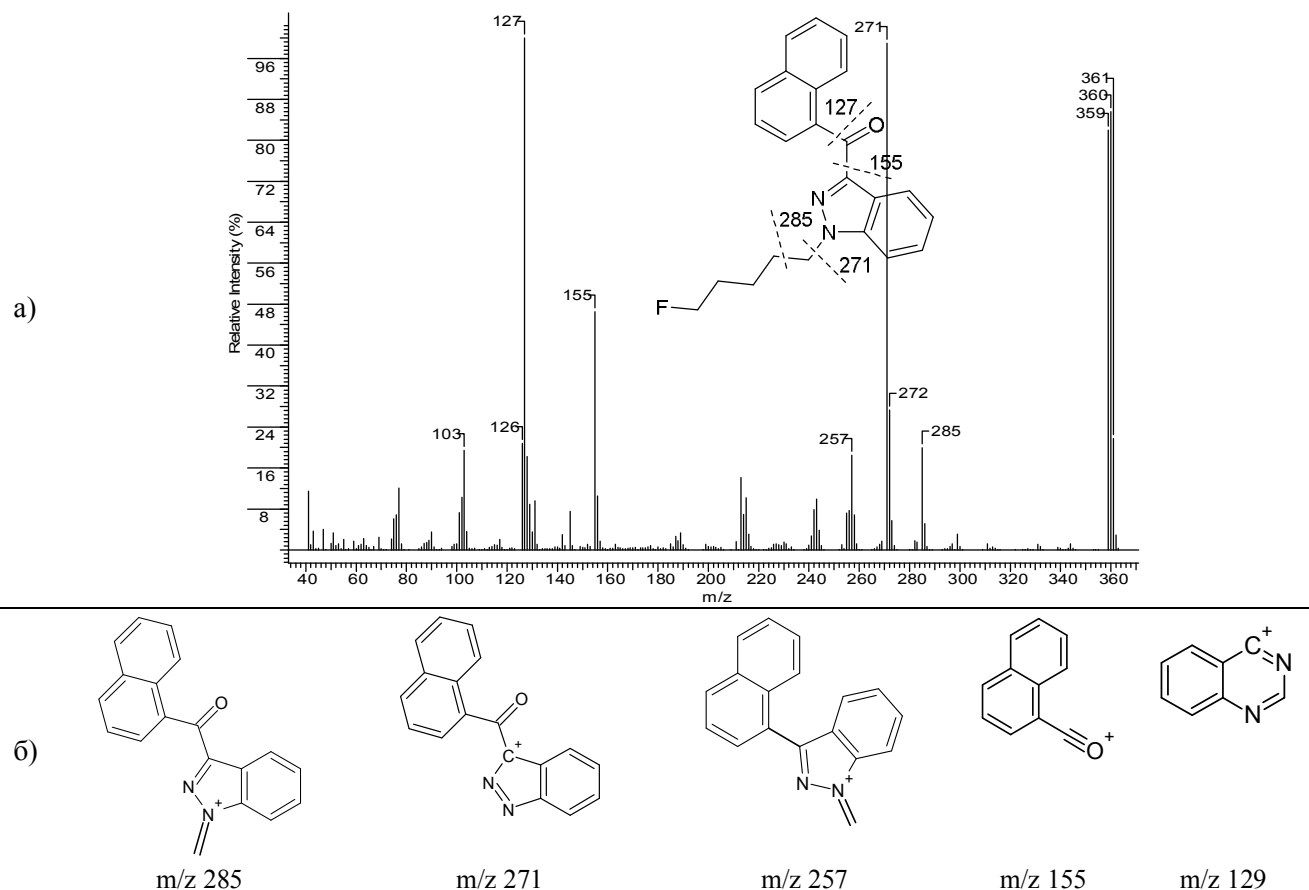 а)
Relative Intensity (%)
96
88
80
72
64
56
48
40
32
24
16
8
127
271
361
360
359
155
103
126
257
272
285
127
O
155
N
N
285
271
F
40 60 80 100 120 140 160 180 200 220 240 260 280 300 320 340 360
m/z
б)
O
N
N
+
m/z 285
O
C
+
N
N
m/z 271
N
N
+
m/z 257
O
+
m/z 155
C
+
N
N
m/z 129